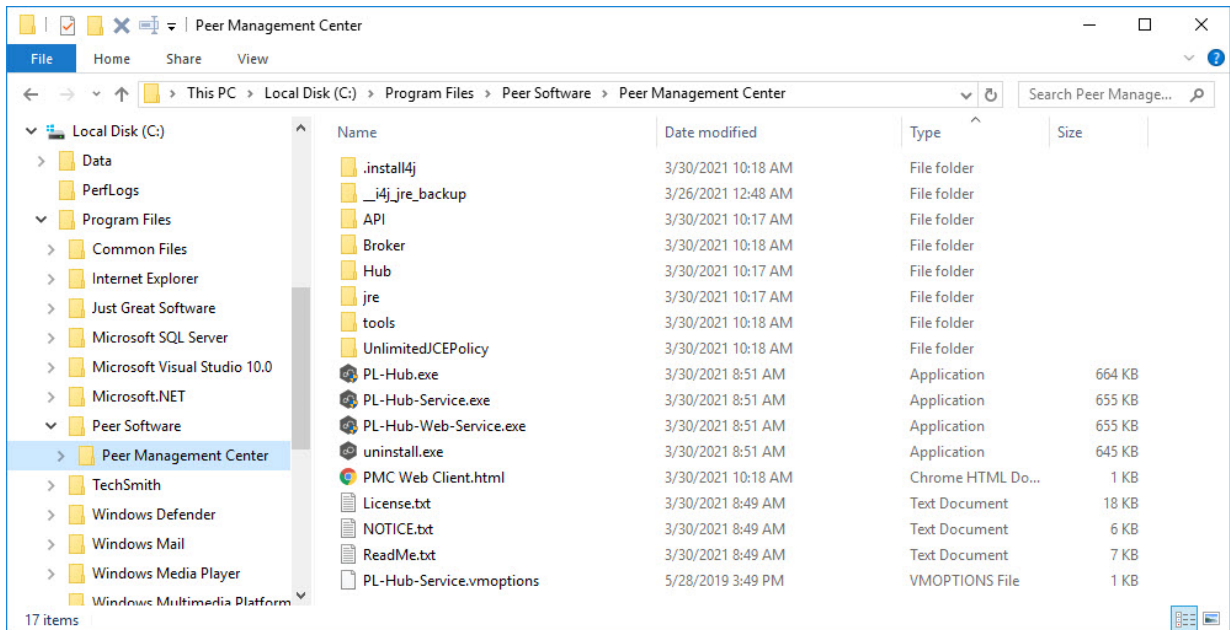 Peer Management Center
File Home Share View
This PC > Local Disk (C:) > Program Files > Peer Software > Peer Management Center
Search Peer Manage...
Local Disk (C:)
Data
PerfLogs
Program Files
Common Files
Internet Explorer
Just Great Software
Microsoft SQL Server
Microsoft Visual Studio 10.0
Microsoft.NET
Peer Software
Peer Management Center
TechSmith
Windows Defender
Windows Mail
Windows Media Player
Windows Multimedia Platform
Name Date modified Type Size
.install4j 3/30/2021 10:18 AM File folder
__i4j_jre_backup 3/26/2021 12:48 AM File folder
API 3/30/2021 10:17 AM File folder
Broker 3/30/2021 10:18 AM File folder
Hub 3/30/2021 10:17 AM File folder
jre 3/30/2021 10:17 AM File folder
tools 3/30/2021 10:18 AM File folder
UnlimitedJCEPolicy 3/30/2021 10:18 AM File folder
PL-Hub.exe 3/30/2021 8:51 AM Application 664 KB
PL-Hub-Service.exe 3/30/2021 8:51 AM Application 655 KB
PL-Hub-Web-Service.exe 3/30/2021 8:51 AM Application 655 KB
uninstall.exe 3/30/2021 8:51 AM Application 645 KB
PMC Web Client.html 3/30/2021 10:18 AM Chrome HTML Do... 1 KB
License.txt 3/30/2021 8:49 AM Text Document 18 KB
NOTICE.txt 3/30/2021 8:49 AM Text Document 6 KB
ReadMe.txt 3/30/2021 8:49 AM Text Document 7 KB
PL-Hub-Service.vmoptions 5/28/2019 3:49 PM VMOPTIONS File 1 KB
17 items